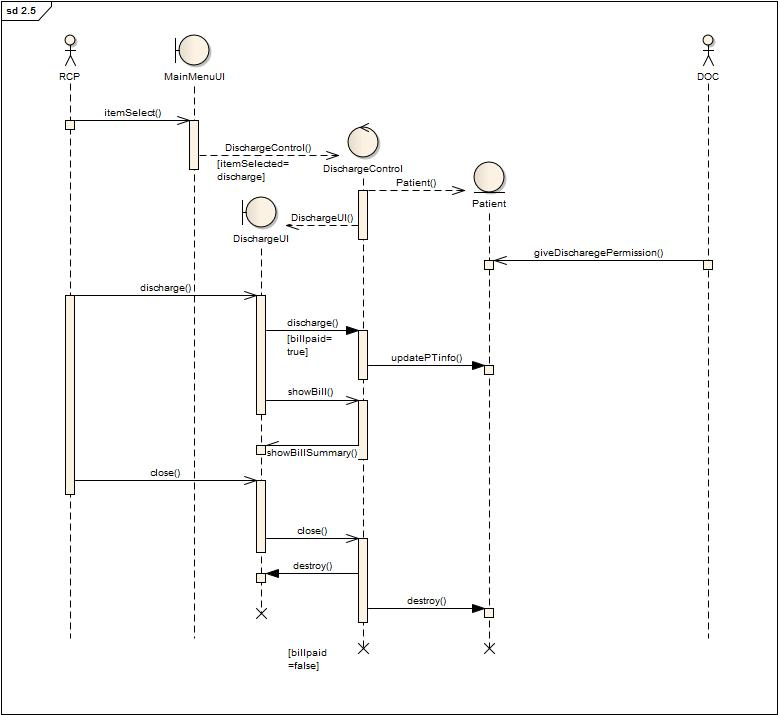 sd 2.5
RCP
MainMenuUI
DOC
itemSelect()
DischargeControl()
[itemSelected=
discharge]
DischargeControl
Patient()
Patient
DischargeUI()
DischargeUI
giveDischaregePermission()
discharge()
discharge()
[billpaid=
true]
updatePTinfo()
showBill()
showBillSummary()
close()
close()
destroy()
destroy()
[billpaid
=false]